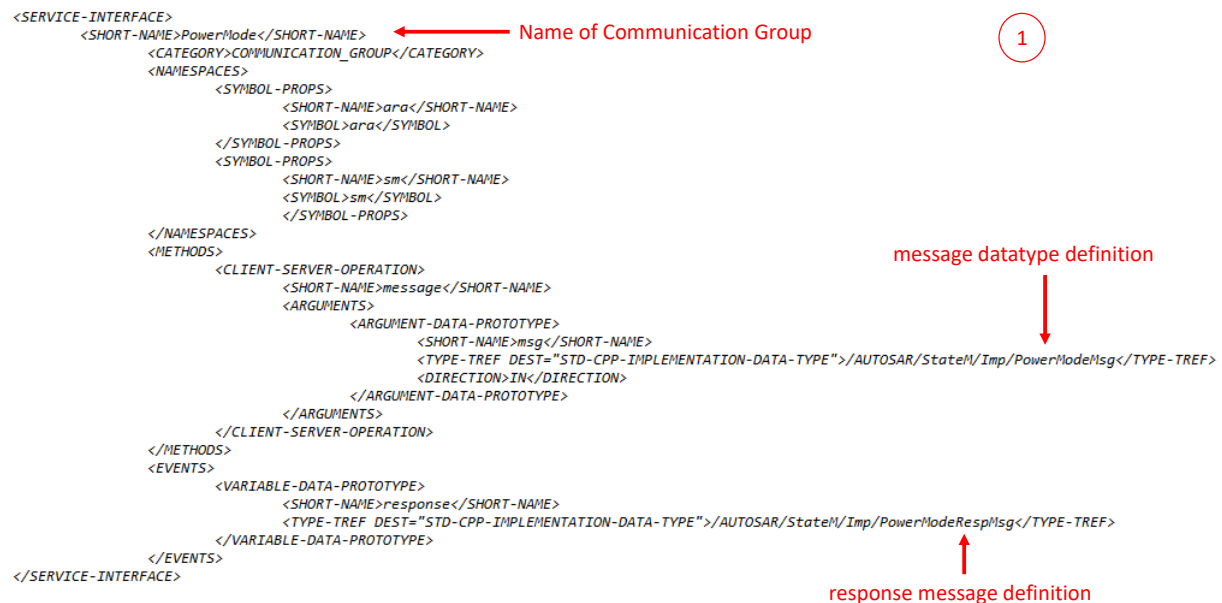 <SERVICE-INTERFACE>
<SHORT-NAME>PowerMode</SHORT-NAME> Name of Communication Group 1
<CATEGORY>COMMUNICATION_GROUP</CATEGORY>
<NAMESPACES>
<SYMBOL-PROPS>
<SHORT-NAME>ara</SHORT-NAME>
<SYMBOL>ara</SYMBOL>
</SYMBOL-PROPS>
<SYMBOL-PROPS>
<SHORT-NAME>sm</SHORT-NAME>
<SYMBOL>sm</SYMBOL>
</SYMBOL-PROPS>
</NAMESPACES>
<METHODS>
message datatype definition
<CLIENT-SERVER-OPERATION>
<SHORT-NAME>message</SHORT-NAME>
<ARGUMENTS>
<ARGUMENT-DATA-PROTOTYPE>
<SHORT-NAME>msg</SHORT-NAME>
<TYPE-TREF DEST="STD-CPP-IMPLEMENTATION-DATA-TYPE">/AUTOSAR/StateM/Imp/PowerModeMsg</TYPE-TREF>
<DIRECTION>IN</DIRECTION>
</ARGUMENT-DATA-PROTOTYPE>
</ARGUMENTS>
</CLIENT-SERVER-OPERATION>
</METHODS>
<EVENTS>
<VARIABLE-DATA-PROTOTYPE>
<SHORT-NAME>response</SHORT-NAME>
<TYPE-TREF DEST="STD-CPP-IMPLEMENTATION-DATA-TYPE">/AUTOSAR/StateM/Imp/PowerModeRespMsg</TYPE-TREF>
</VARIABLE-DATA-PROTOTYPE>
</EVENTS>
</SERVICE-INTERFACE>
response message definition